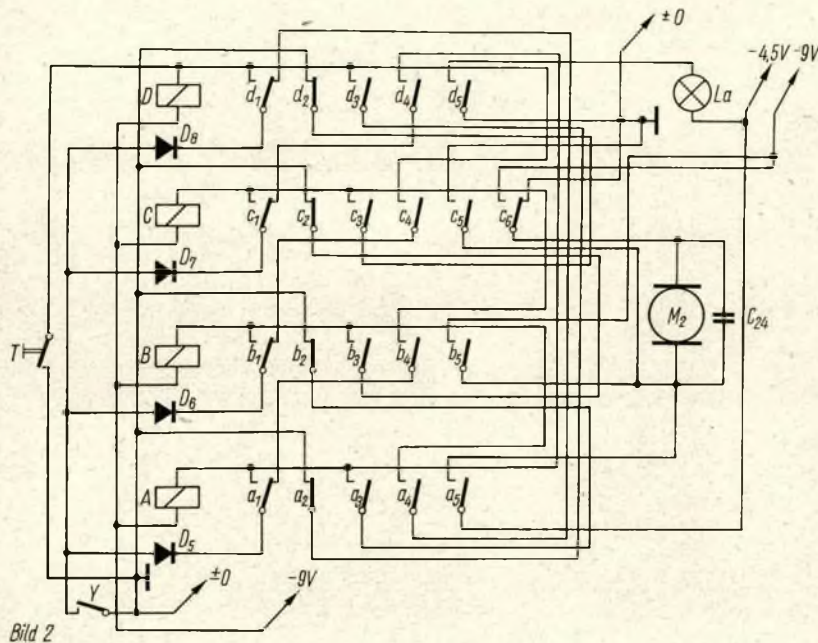 ±0
-4,5V -9V
D d₁ d₂ d₃ d₄ d₅ La
D₈
C c₁ c₂ c₃ c₄ c₅ c₆
D₇
M₂ C₂₄
T B b₁ b₂ b₃ b₄ b₅
D₆
A a₁ a₂ a₃ a₄ a₅
D₅
Y ±0 -9V
Bild 2